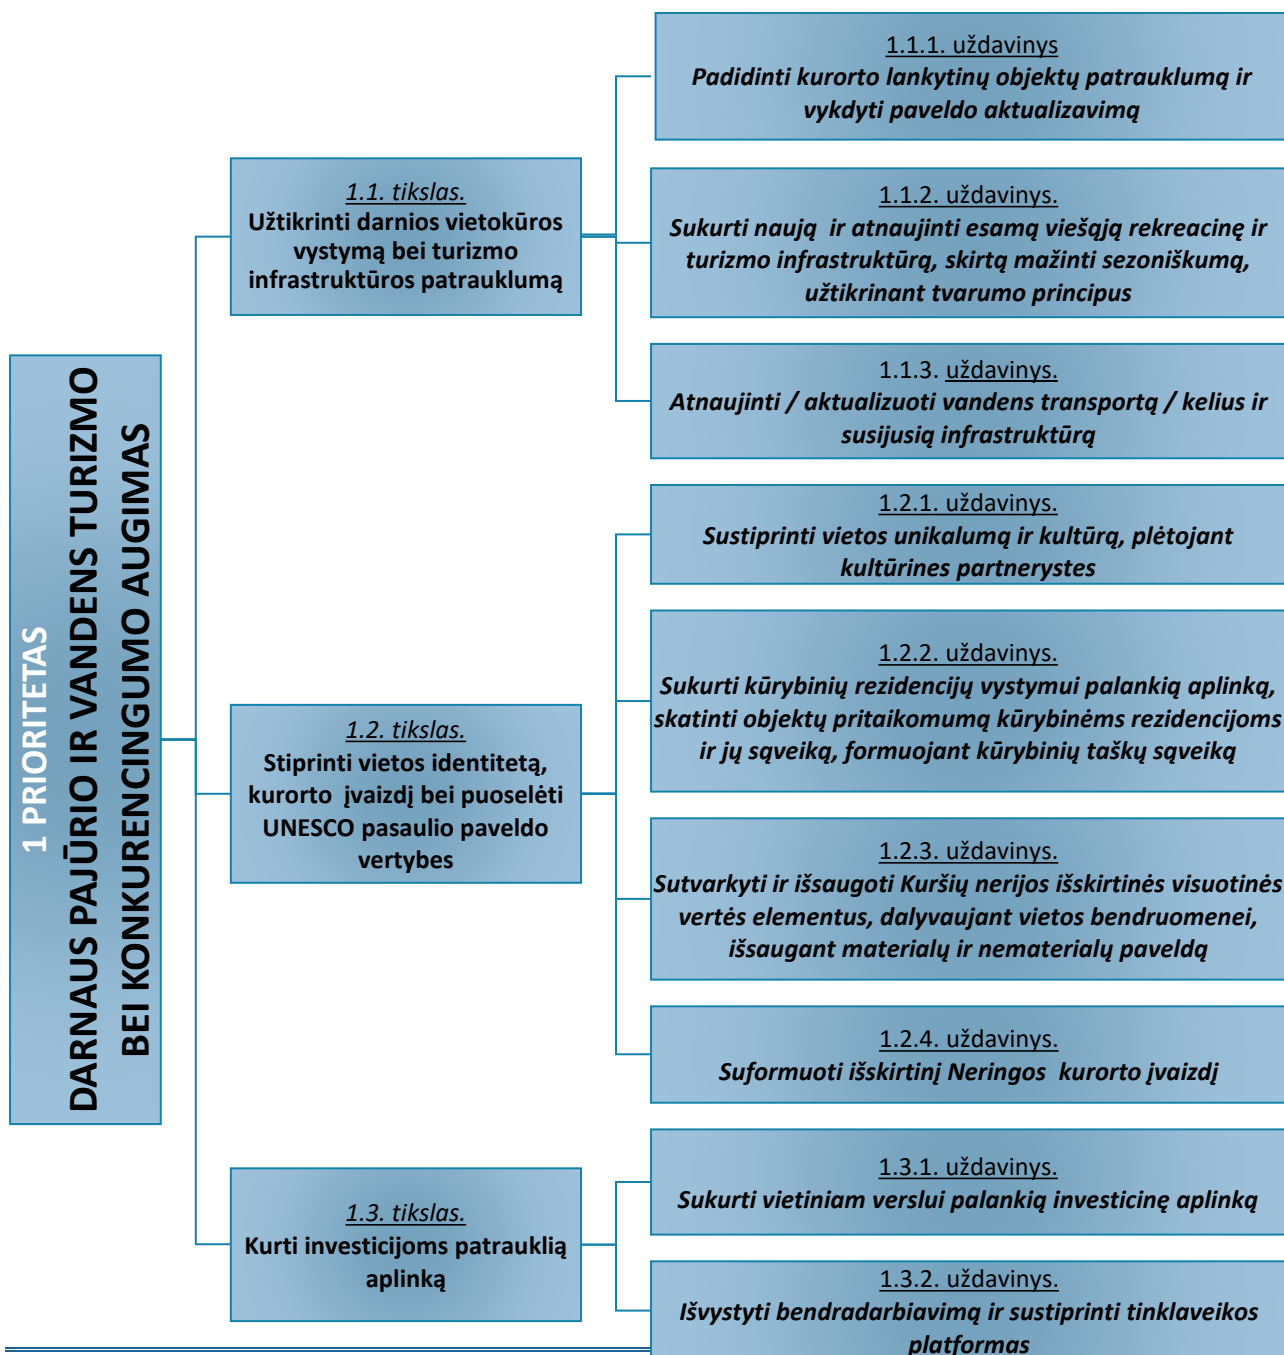 1 PRIORITETAS
DARNAUS PAJŪRIO IR VANDENS TURIZMO
BEI KONKURENCINGUMO AUGIMAS
1.1. tikslas.
Užtikrinti darnios vietokūros
vystymą bei turizmo
infrastruktūros patrauklumą
1.1.1. uždavinys
Padidinti kurorto lankytinų objektų patrauklumą ir
vykdyti paveldo aktualizavimą
1.1.2. uždavinys.
Sukurti naują  ir atnaujinti esamą viešąją rekreacinę ir
turizmo infrastruktūrą, skirtą mažinti sezoniškumą,
užtikrinant tvarumo principus
1.1.3. uždavinys.
Atnaujinti / aktualizuoti vandens transportą / kelius ir
susijusią infrastruktūrą
1.2. tikslas.
Stiprinti vietos identitetą,
kurorto  įvaizdį bei puoselėti
UNESCO pasaulio paveldo
vertybes
1.2.1. uždavinys.
Sustiprinti vietos unikalumą ir kultūrą, plėtojant
kultūrines partnerystes
1.2.2. uždavinys.
Sukurti kūrybinių rezidencijų vystymui palankią aplinką,
skatinti objektų pritaikomumą kūrybinėms rezidencijoms
ir jų sąveiką, formuojant kūrybinių taškų sąveiką
1.2.3. uždavinys.
Sutvarkyti ir išsaugoti Kuršių nerijos išskirtinės visuotinės
vertės elementus, dalyvaujant vietos bendruomenei,
išsaugant materialų ir nematerialų paveldą
1.2.4. uždavinys.
Suformuoti išskirtinį Neringos  kurorto įvaizdį
1.3. tikslas.
Kurti investicijoms patrauklią
aplinką
1.3.1. uždavinys.
Sukurti vietiniam verslui palankią investicinę aplinką
1.3.2. uždavinys.
Išvystyti bendradarbiavimą ir sustiprinti tinklaveikos
platformas